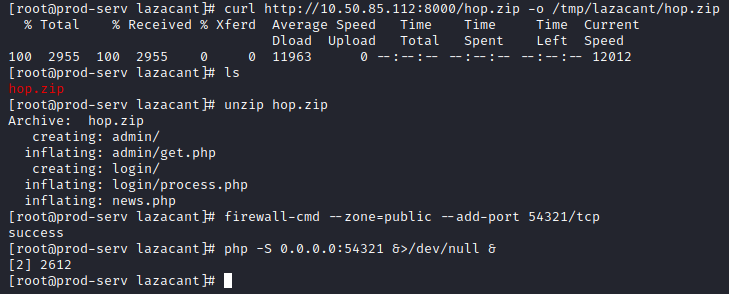 [root@prod-serv lazacant]# curl http://10.50.85.112:8000/hop.zip -o /tmp/lazacant/hop.zip
  % Total    % Received % Xferd  Average Speed   Time    Time     Time  Current
                                 Dload  Upload   Total   Spent    Left  Speed
100  2955  100  2955    0     0  11963      0 --:--:-- --:--:-- --:--:-- 12012
[root@prod-serv lazacant]# ls
hop.zip
[root@prod-serv lazacant]# unzip hop.zip
Archive:  hop.zip
   creating: admin/
  inflating: admin/get.php
   creating: login/
  inflating: login/process.php
  inflating: news.php
[root@prod-serv lazacant]# firewall-cmd --zone=public --add-port 54321/tcp
success
[root@prod-serv lazacant]# php -S 0.0.0.0:54321 &>/dev/null &
[2] 2612
[root@prod-serv lazacant]#